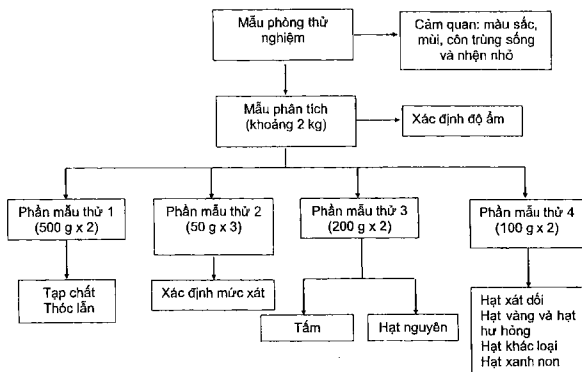 Mẫu phòng thử
nghiệm
Cảm quan: màu sắc,
mùi, côn trùng sống
và nhện nhỏ
Mẫu phân tích
(khoảng 2 kg)
Xác định độ ẩm
Phần mẫu thử 1
(500 g x 2)
Phần mẫu thử 2
(50 g x 3)
Phần mẫu thử 3
(200 g x 2)
Phần mẫu thử 4
(100 g x 2)
Tạp chất
Thóc lẫn
Xác định mức xát
Tấm
Hạt nguyên
Hạt xát dối
Hạt vàng và hạt
hư hỏng
Hạt khác loại
Hạt xanh non